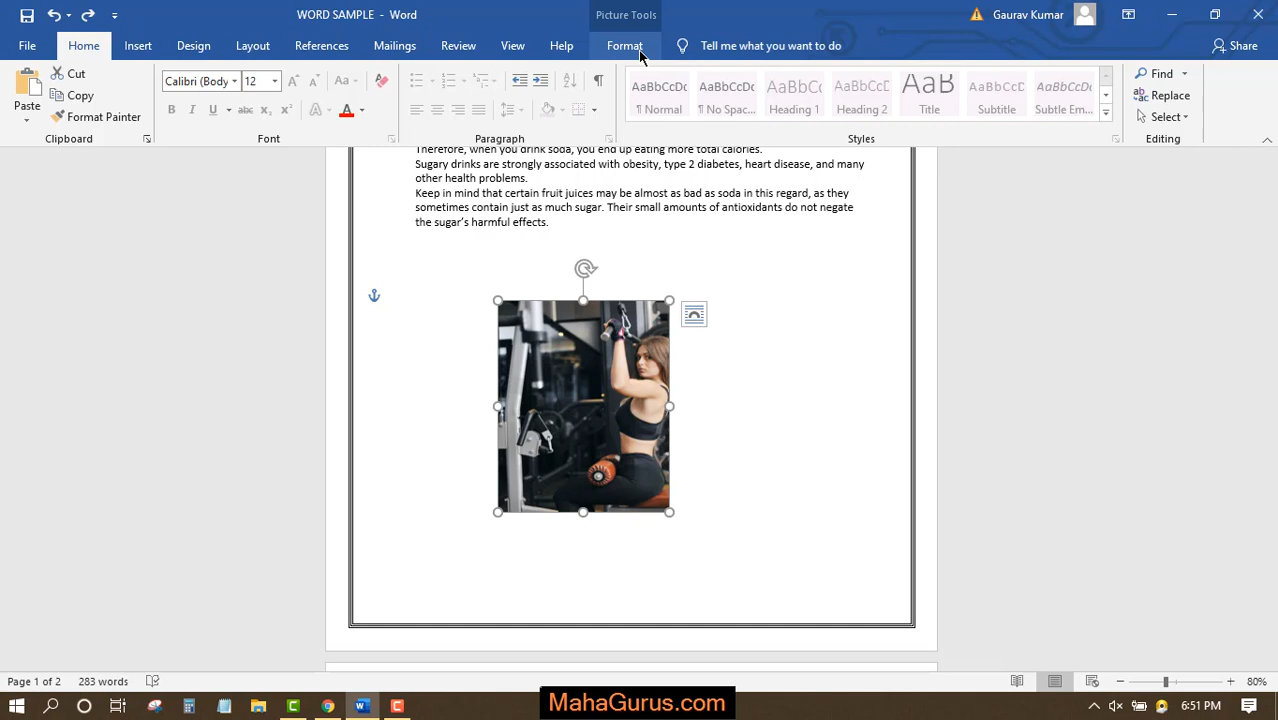 WORD SAMPLE - Word
Picture Tools
Gaurav Kumar
File Home Insert Design Layout References Mailings Review View Help Format Tell me what you want to do Share
Paste
Cut
Copy
Format Painter
Clipboard
Calibri (Body 12
A A Aa A
B I U abc x₂ x² A A
Font
Paragraph
AaBbCcDc AaBbCcDc AaBbCc AaBbCcD AaB AaBbCcD AaBbCcDc
¶ Normal ¶ No Spac... Heading 1 Heading 2 Title Subtitle Subtle Em...
Styles
Find
Replace
Select
Editing
Therefore, when you drink soda, you end up eating more total calories.
Sugary drinks are strongly associated with obesity, type 2 diabetes, heart disease, and many
other health problems.
Keep in mind that certain fruit juices may be almost as bad as soda in this regard, as they
sometimes contain just as much sugar. Their small amounts of antioxidants do not negate
the sugar's harmful effects.
Page 1 of 2 283 words
80%
MahaGurus.com
6:51 PM